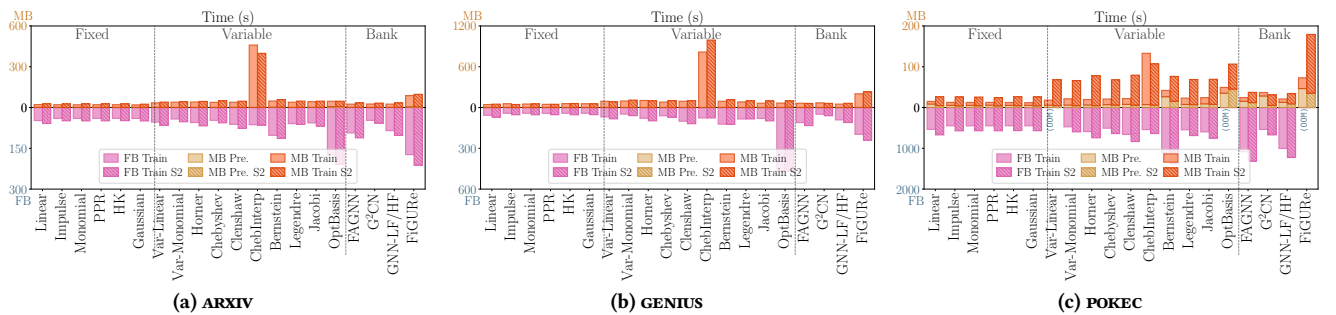 MB
Time (s)
600
Fixed
Variable
Bank
300
0
150
FB Train
MB Pre.
MB Train
FB Train S2
MB Pre. S2
MB Train S2
300
FB
Linear
Impulse
Monomial
PPR
HK
Gaussian
Var-Linear
Var-Monomial
Horner
Chebyshev
Clenshaw
ChebInterp
Bernstein
Legendre
Jacobi
OptBasis
FAGNN
G²CN
GNN-LF/HF
FiGURe
(a) ARXIV
MB
Time (s)
1200
Fixed
Variable
Bank
600
0
300
FB Train
MB Pre.
MB Train
FB Train S2
MB Pre. S2
MB Train S2
600
FB
Linear
Impulse
Monomial
PPR
HK
Gaussian
Var-Linear
Var-Monomial
Horner
Chebyshev
Clenshaw
ChebInterp
Bernstein
Legendre
Jacobi
OptBasis
FAGNN
G²CN
GNN-LF/HF
FiGURe
(b) GENIUS
MB
Time (s)
200
Fixed
Variable
Bank
100
0
(OOM)
(OOM)
(OOM)
1000
FB Train
MB Pre.
MB Train
FB Train S2
MB Pre. S2
MB Train S2
2000
FB
Linear
Impulse
Monomial
PPR
HK
Gaussian
Var-Linear
Var-Monomial
Horner
Chebyshev
Clenshaw
ChebInterp
Bernstein
Legendre
Jacobi
OptBasis
FAGNN
G²CN
GNN-LF/HF
FiGURe
(c) POKEC